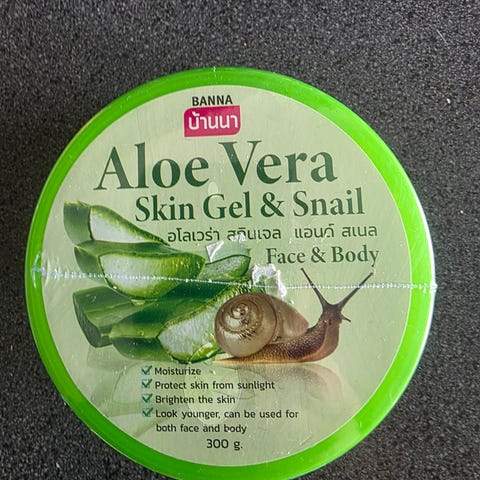 BANNA
บ้านนา
Aloe Vera
Skin Gel & Snail
อโลเวร่า สกินเจล แอนด์ สเนล
Face & Body
Moisturize
Protect skin from sunlight
Brighten the skin
Look younger, can be used for
both face and body
300 g.